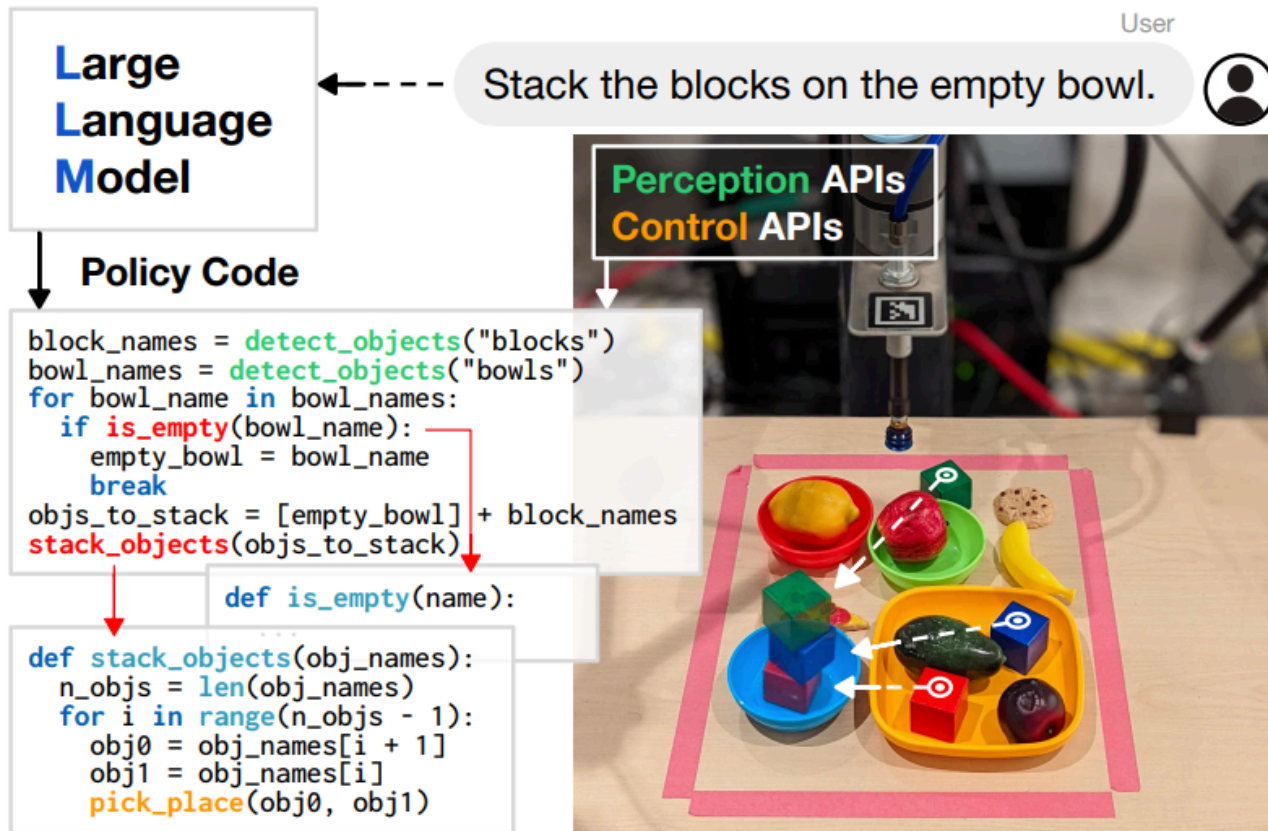 User
Stack the blocks on the empty bowl.
Large
Language
Model
Perception APIs
Control APIs
Policy Code
block_names = detect_objects("blocks")
bowl_names = detect_objects("bowls")
for bowl_name in bowl_names:
  if is_empty(bowl_name):
    empty_bowl = bowl_name
    break
objs_to_stack = [empty_bowl] + block_names
stack_objects(objs_to_stack)
def is_empty(name):
...
def stack_objects(obj_names):
  n_objs = len(obj_names)
  for i in range(n_objs - 1):
    obj0 = obj_names[i + 1]
    obj1 = obj_names[i]
    pick_place(obj0, obj1)